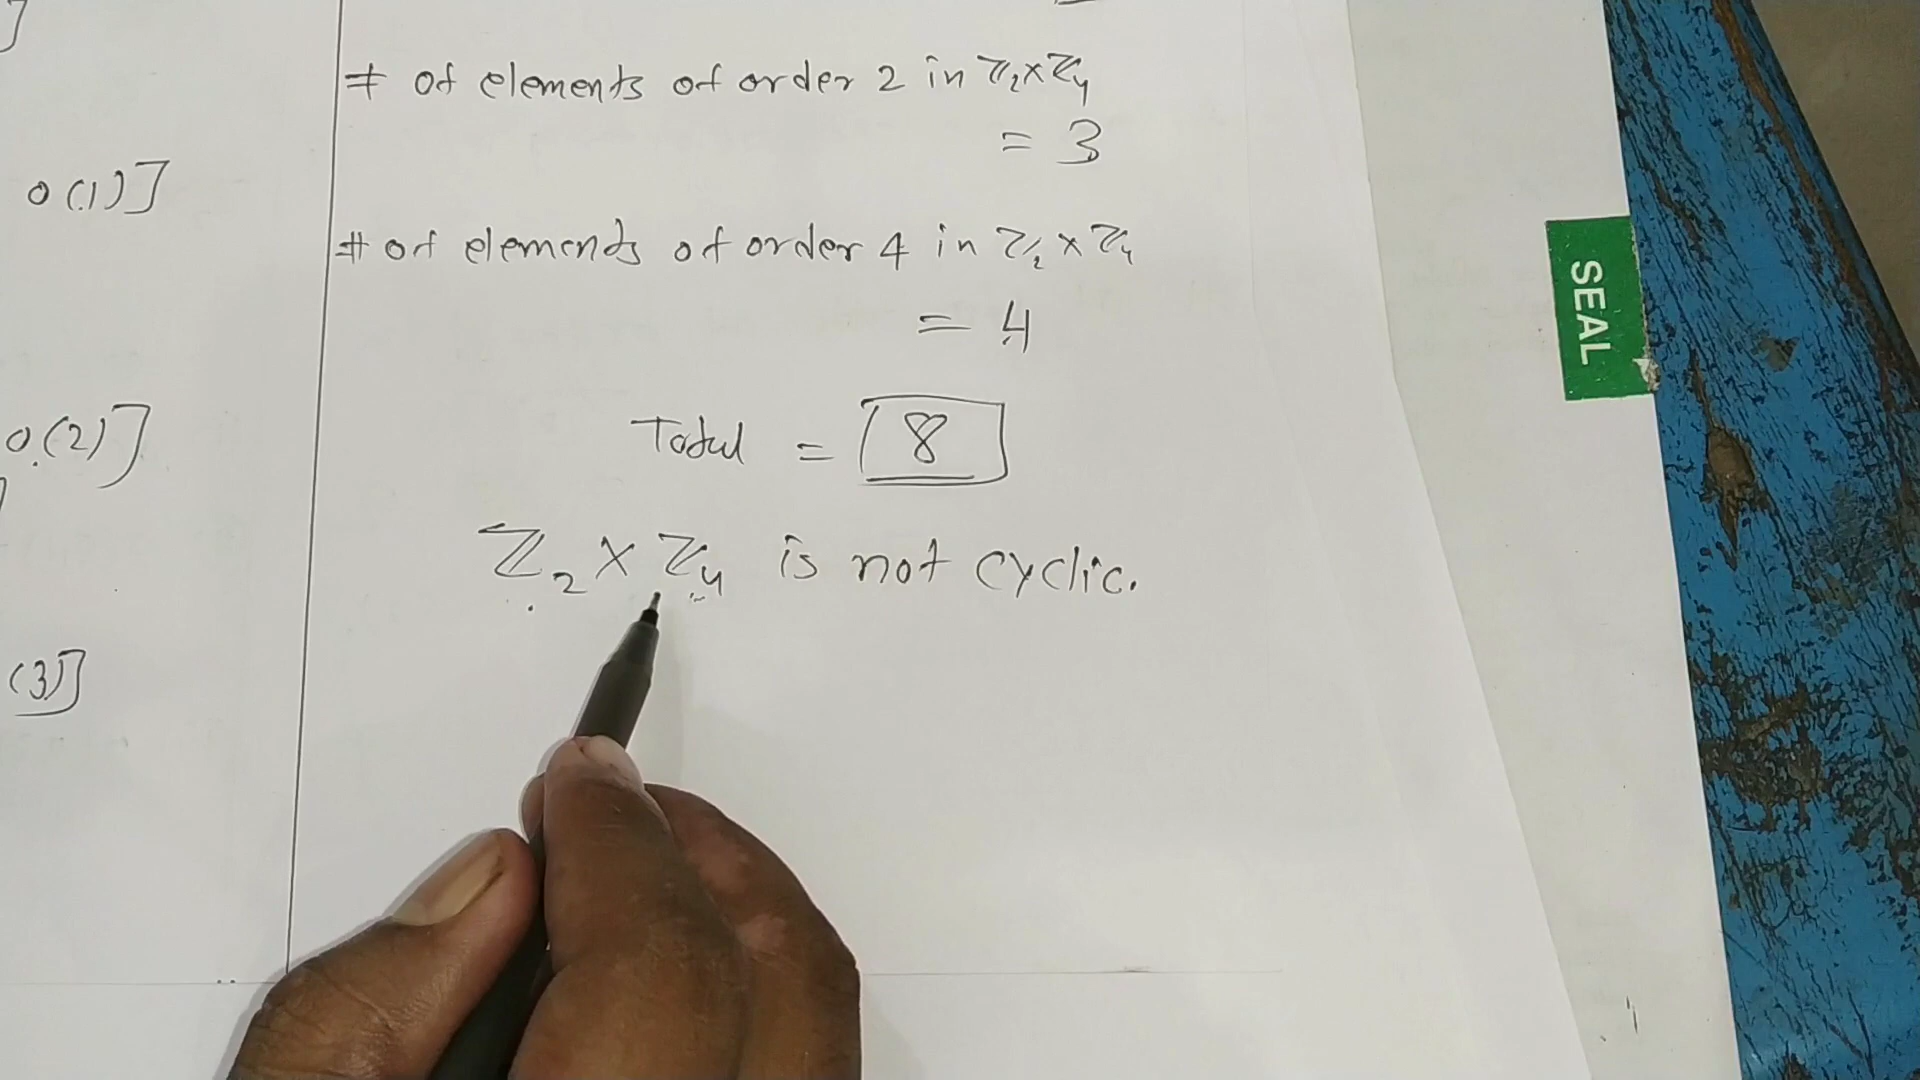 ]
# of elements of order 2 in ℤ₂×ℤ₄
= 3
o(1)]
# of elements of order 4 in ℤ₂×ℤ₄
= 4
o(2)]
Total = 8
ℤ₂×ℤ₄ is not cyclic.
(3)]
SEAL